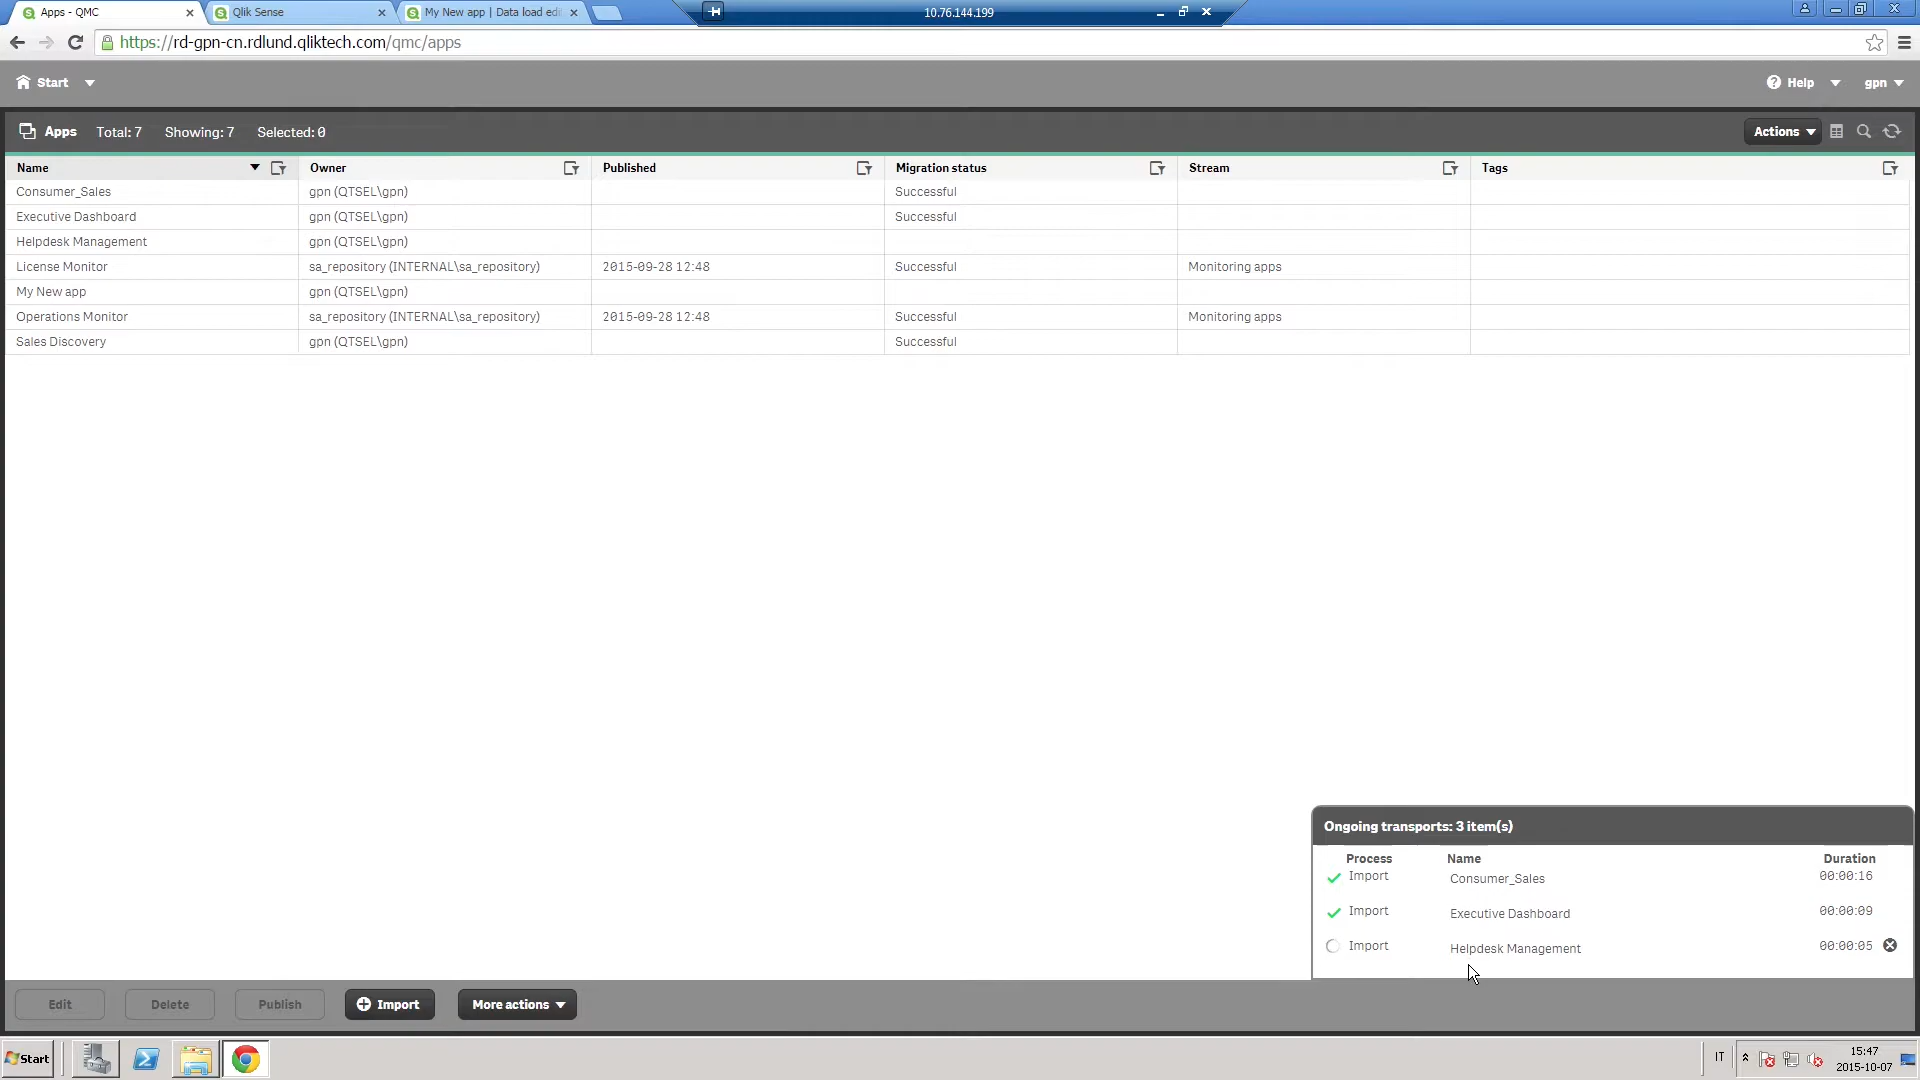 Apps - QMC
Qlik Sense
My New app | Data load edi
10.76.144.199
https://rd-gpn-cn.rdlund.qliktech.com/qmc/apps
Start
Help
gpn
Apps Total: 7 Showing: 7 Selected: 0
Actions
Name Owner Published Migration status Stream Tags
Consumer_Sales gpn (QTSEL\gpn) Successful
Executive Dashboard gpn (QTSEL\gpn) Successful
Helpdesk Management gpn (QTSEL\gpn)
License Monitor sa_repository (INTERNAL\sa_repository) 2015-09-28 12:48 Successful Monitoring apps
My New app gpn (QTSEL\gpn)
Operations Monitor sa_repository (INTERNAL\sa_repository) 2015-09-28 12:48 Successful Monitoring apps
Sales Discovery gpn (QTSEL\gpn) Successful
Ongoing transports: 3 item(s)
Process Name Duration
Import Consumer_Sales 00:00:16
Import Executive Dashboard 00:00:09
Import Helpdesk Management 00:00:05
Edit Delete Publish Import More actions
Start
IT
15:47
2015-10-07